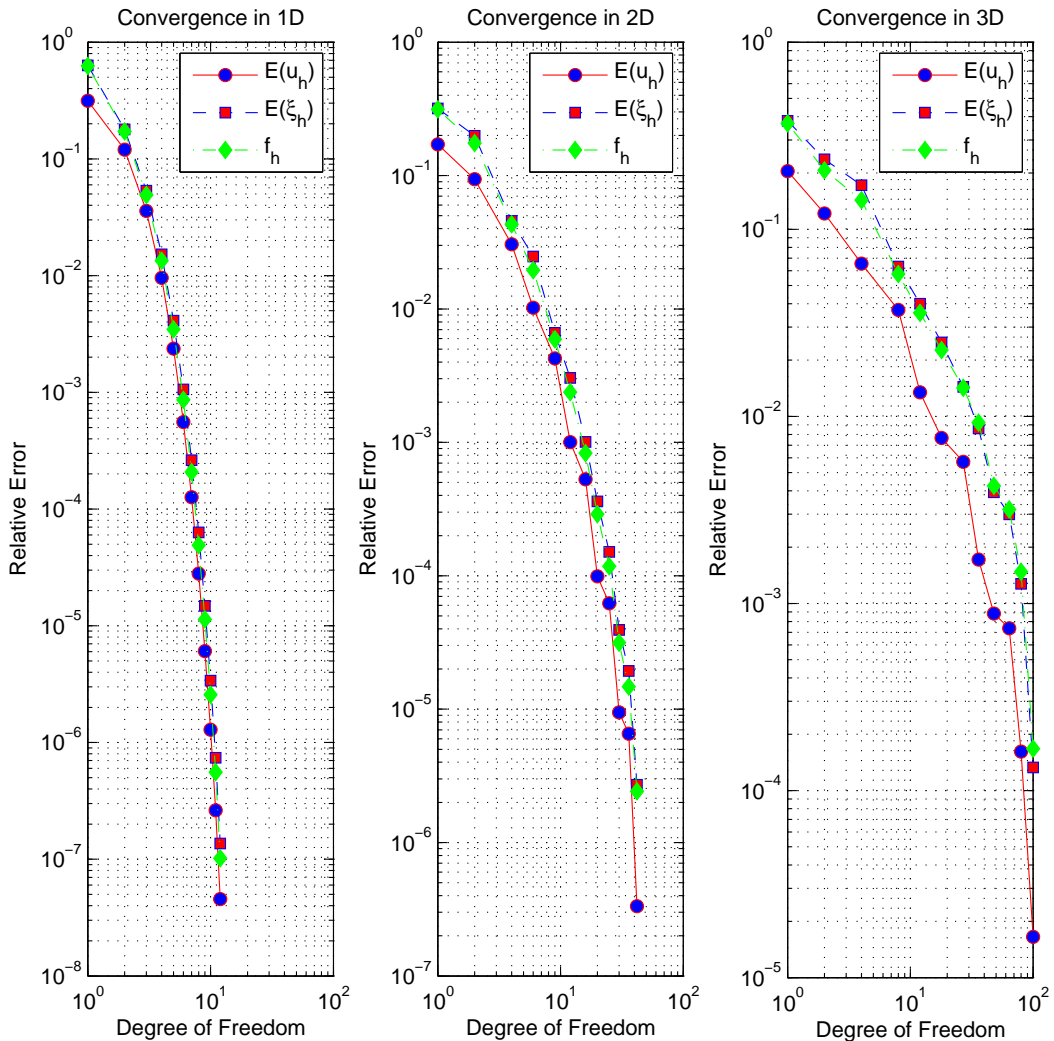 Convergence in 1D
10^0
10^-1
10^-2
10^-3
10^-4
10^-5
10^-6
10^-7
10^-8
Relative Error
E(u_h)
E(ξ_h)
f_h
10^0
10^1
10^2
Degree of Freedom
Convergence in 2D
10^0
10^-1
10^-2
10^-3
10^-4
10^-5
10^-6
10^-7
Relative Error
E(u_h)
E(ξ_h)
f_h
10^0
10^1
10^2
Degree of Freedom
Convergence in 3D
10^0
10^-1
10^-2
10^-3
10^-4
10^-5
Relative Error
E(u_h)
E(ξ_h)
f_h
10^0
10^1
10^2
Degree of Freedom